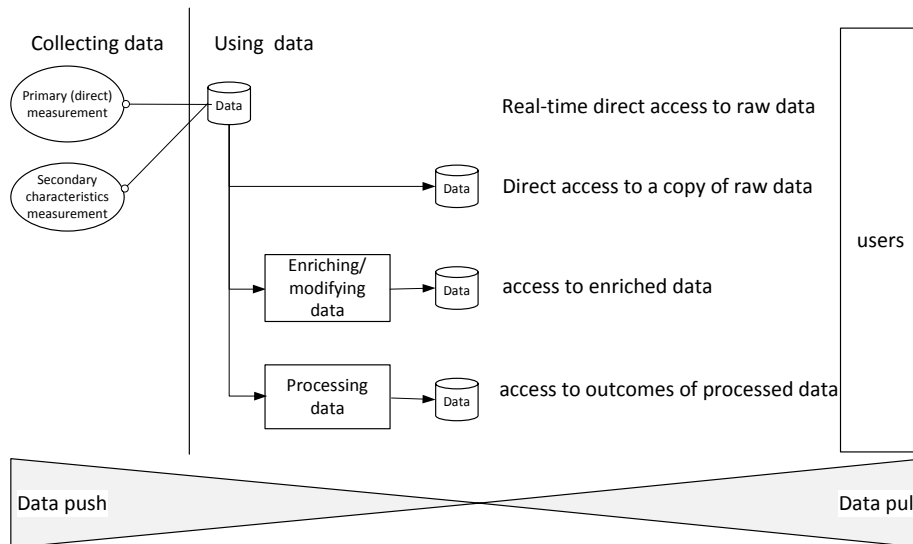 Collecting data
Using data
Primary (direct)
measurement
Data
Real-time direct access to raw data
Secondary
characteristics
measurement
Data
Direct access to a copy of raw data
users
Enriching/
modifying
data
Data
access to enriched data
Processing
data
Data
access to outcomes of processed data
Data push
Data pul